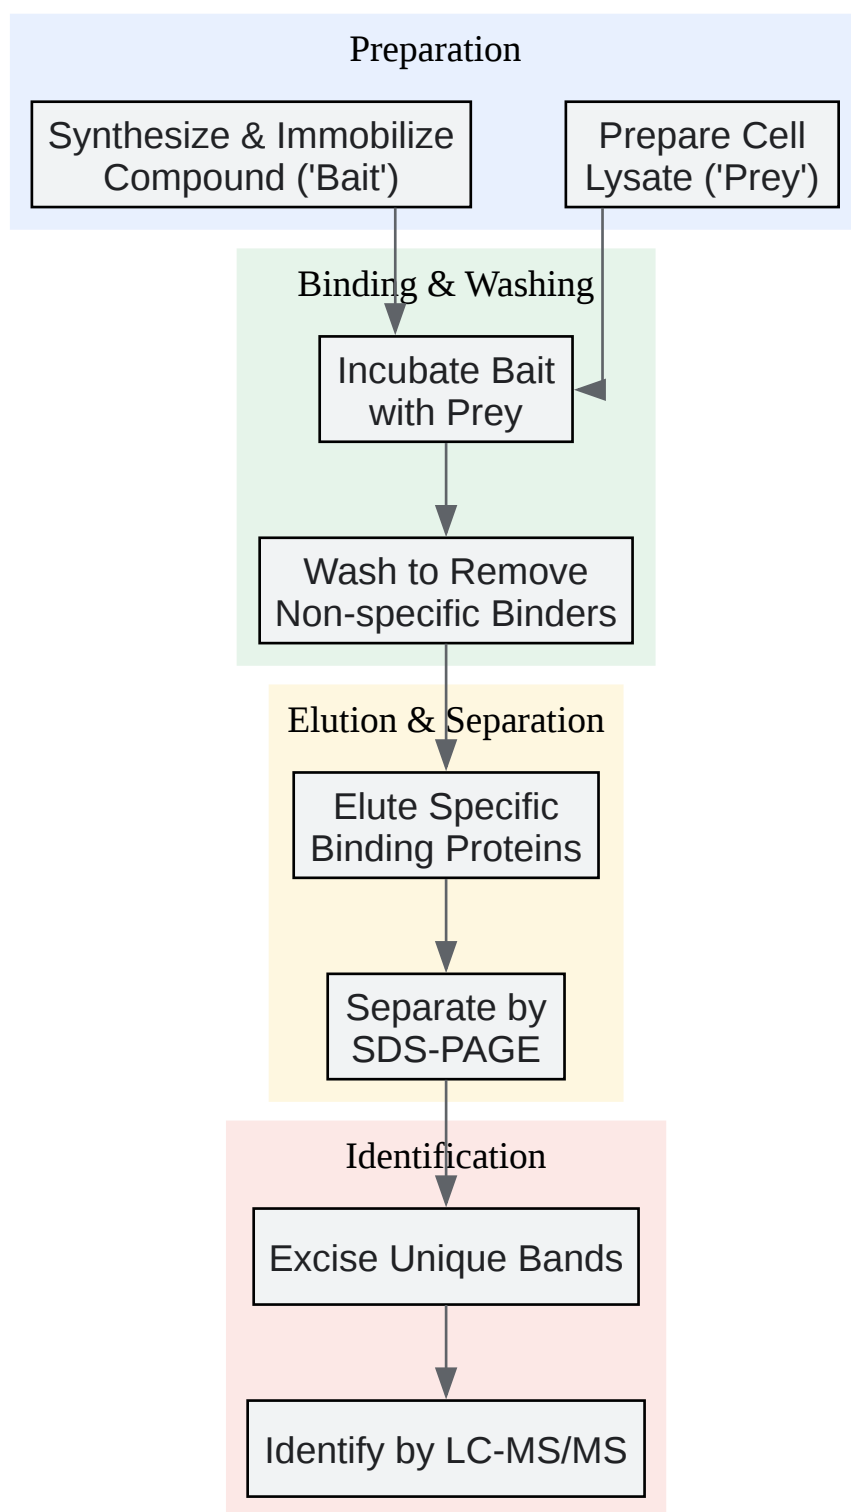 Preparation
Synthesize & Immobilize
Compound ('Bait')
Prepare Cell
Lysate ('Prey')
Binding & Washing
Incubate Bait
with Prey
Wash to Remove
Non-specific Binders
Elution & Separation
Elute Specific
Binding Proteins
Separate by
SDS-PAGE
Identification
Excise Unique Bands
Identify by LC-MS/MS